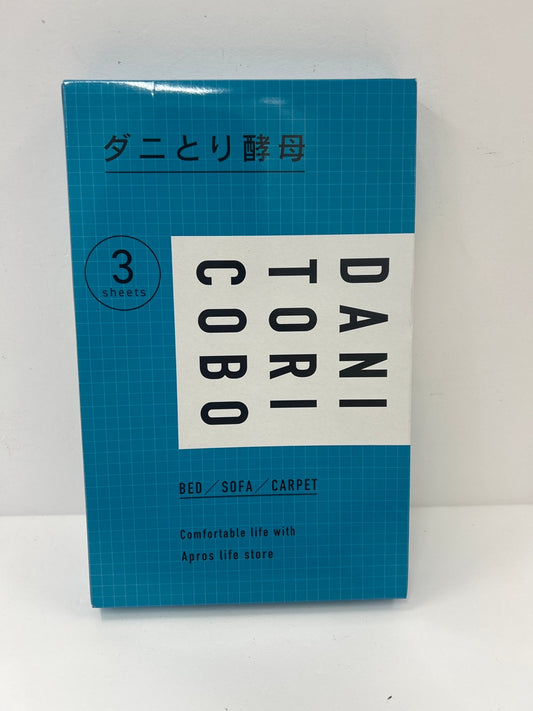 ダニとり酵母
3
sheets
DANI
TORI
COBO
BED/SOFA/CARPET
Comfortable life with
Apros life store